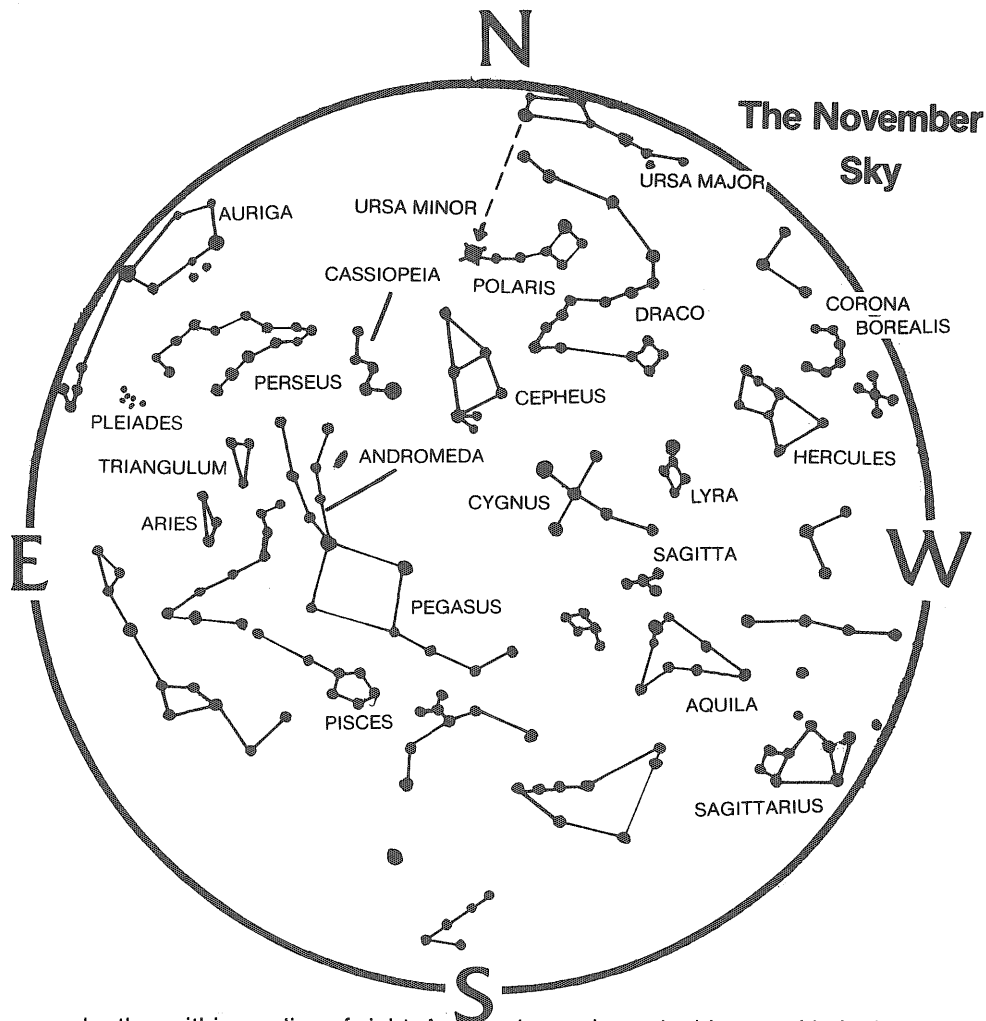 N
The November
Sky
URSA MAJOR
AURIGA
URSA MINOR
CASSIOPEIA
POLARIS
DRACO
CORONA
BOREALIS
PERSEUS
CEPHEUS
PLEIADES
HERCULES
TRIANGULUM
ANDROMEDA
CYGNUS
LYRA
ARIES
SAGITTA
E
W
PEGASUS
AQUILA
PISCES
SAGITTARIUS
S